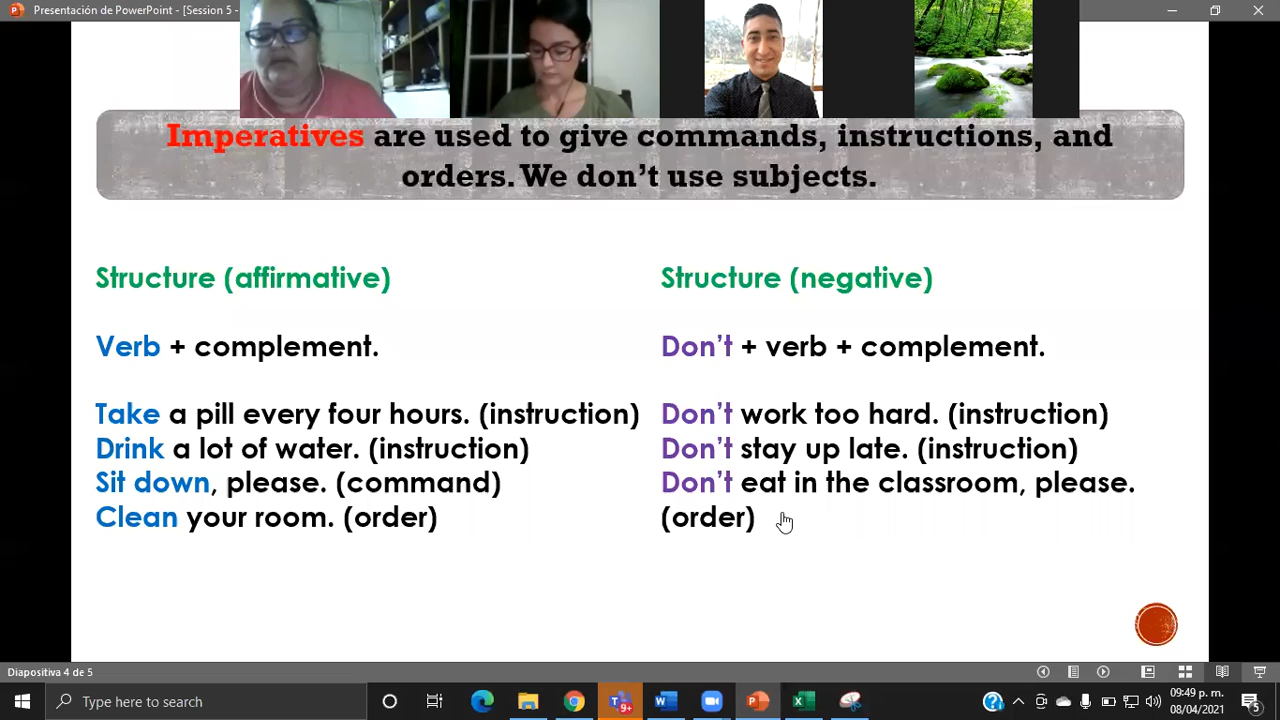 Presentación de PowerPoint - [Session 5 -
Imperatives are used to give commands, instructions, and
orders. We don't use subjects.
Structure (affirmative)
Verb + complement.
Take a pill every four hours. (instruction)
Drink a lot of water. (instruction)
Sit down, please. (command)
Clean your room. (order)
Structure (negative)
Don't + verb + complement.
Don't work too hard. (instruction)
Don't stay up late. (instruction)
Don't eat in the classroom, please.
(order)
Diapositiva 4 de 5
Type here to search
9+
09:49 p. m.
08/04/2021
5